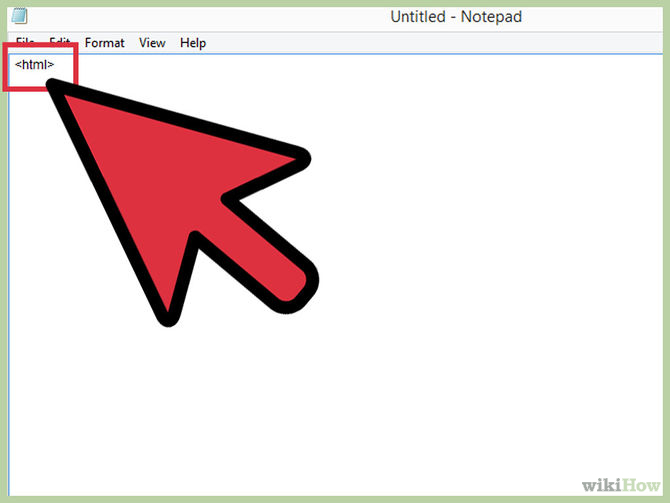 Untitled - Notepad
File Edit Format View Help
<html>
wikiHow